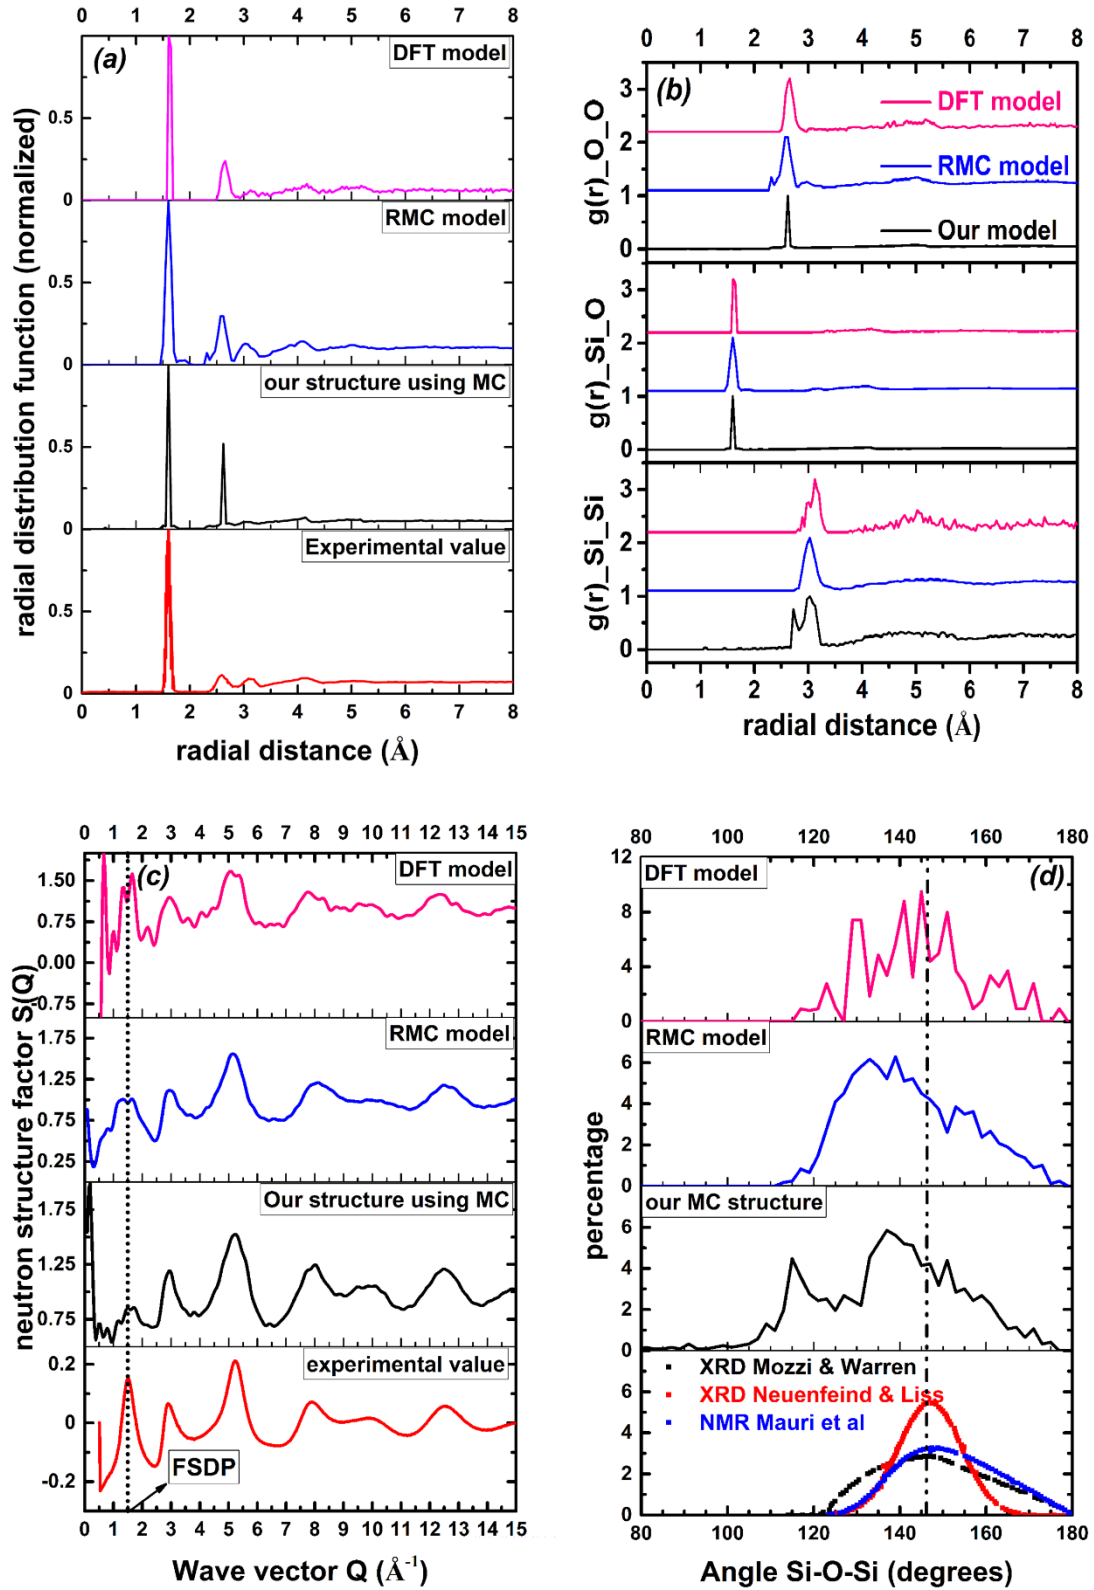 0 1 2 3 4 5 6 7 8
(a)
DFT model
0.5
0
RMC model
0.5
0
our structure using MC
0.5
0
Experimental value
0.5
0
0 1 2 3 4 5 6 7 8
radial distribution function (normalized)
radial distance (Å)
0 1 2 3 4 5 6 7 8
(b)
3
2
1
0
DFT model
RMC model
Our model
g(r)_O_O
3
2
1
0
g(r)_Si_O
3
2
1
0
g(r)_Si_Si
0 1 2 3 4 5 6 7 8
radial distance (Å)
0 1 2 3 4 5 6 7 8 9 10 11 12 13 14 15
(c)
DFT model
1.50
0.75
0.00
-0.75
RMC model
1.75
1.25
0.75
0.25
Our structure using MC
1.75
1.25
0.75
experimental value
0.2
0
-0.2
FSDP
0 1 2 3 4 5 6 7 8 9 10 11 12 13 14 15
neutron structure factor Sn(Q)
Wave vector Q (Å-1)
80 100 120 140 160 180
(d)
12
DFT model
8
4
0
RMC model
6
4
2
0
our MC structure
6
4
2
0
XRD Mozzi & Warren
XRD Neuenfeind & Liss
NMR Mauri et al
6
4
2
0
80 100 120 140 160 180
percentage
Angle Si-O-Si (degrees)